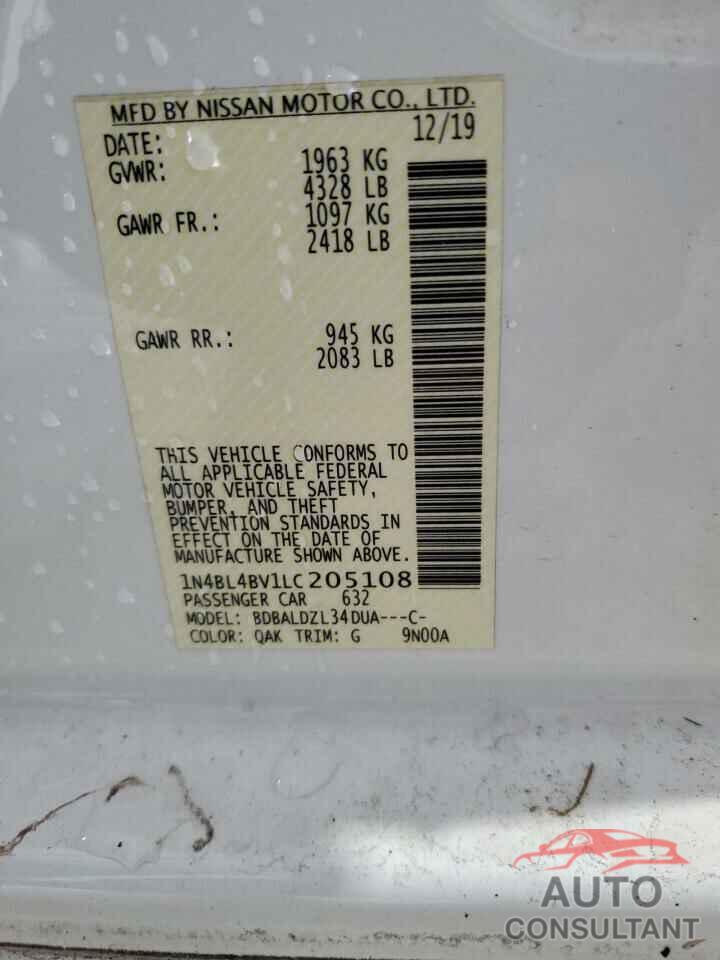 MFD BY NISSAN MOTOR CO., LTD.
DATE: 12/19
GVWR: 1963 KG
4328 LB
GAWR FR.: 1097 KG
2418 LB
GAWR RR.: 945 KG
2083 LB
THIS VEHICLE CONFORMS TO
ALL APPLICABLE FEDERAL
MOTOR VEHICLE SAFETY,
BUMPER, AND THEFT
PREVENTION STANDARDS IN
EFFECT ON THE DATE OF
MANUFACTURE SHOWN ABOVE.
1N4BL4BV1LC205108
PASSENGER CAR 632
MODEL: BDBALDZL34DUA---C-
COLOR: QAK TRIM: G 9N00A
AUTO
CONSULTANT